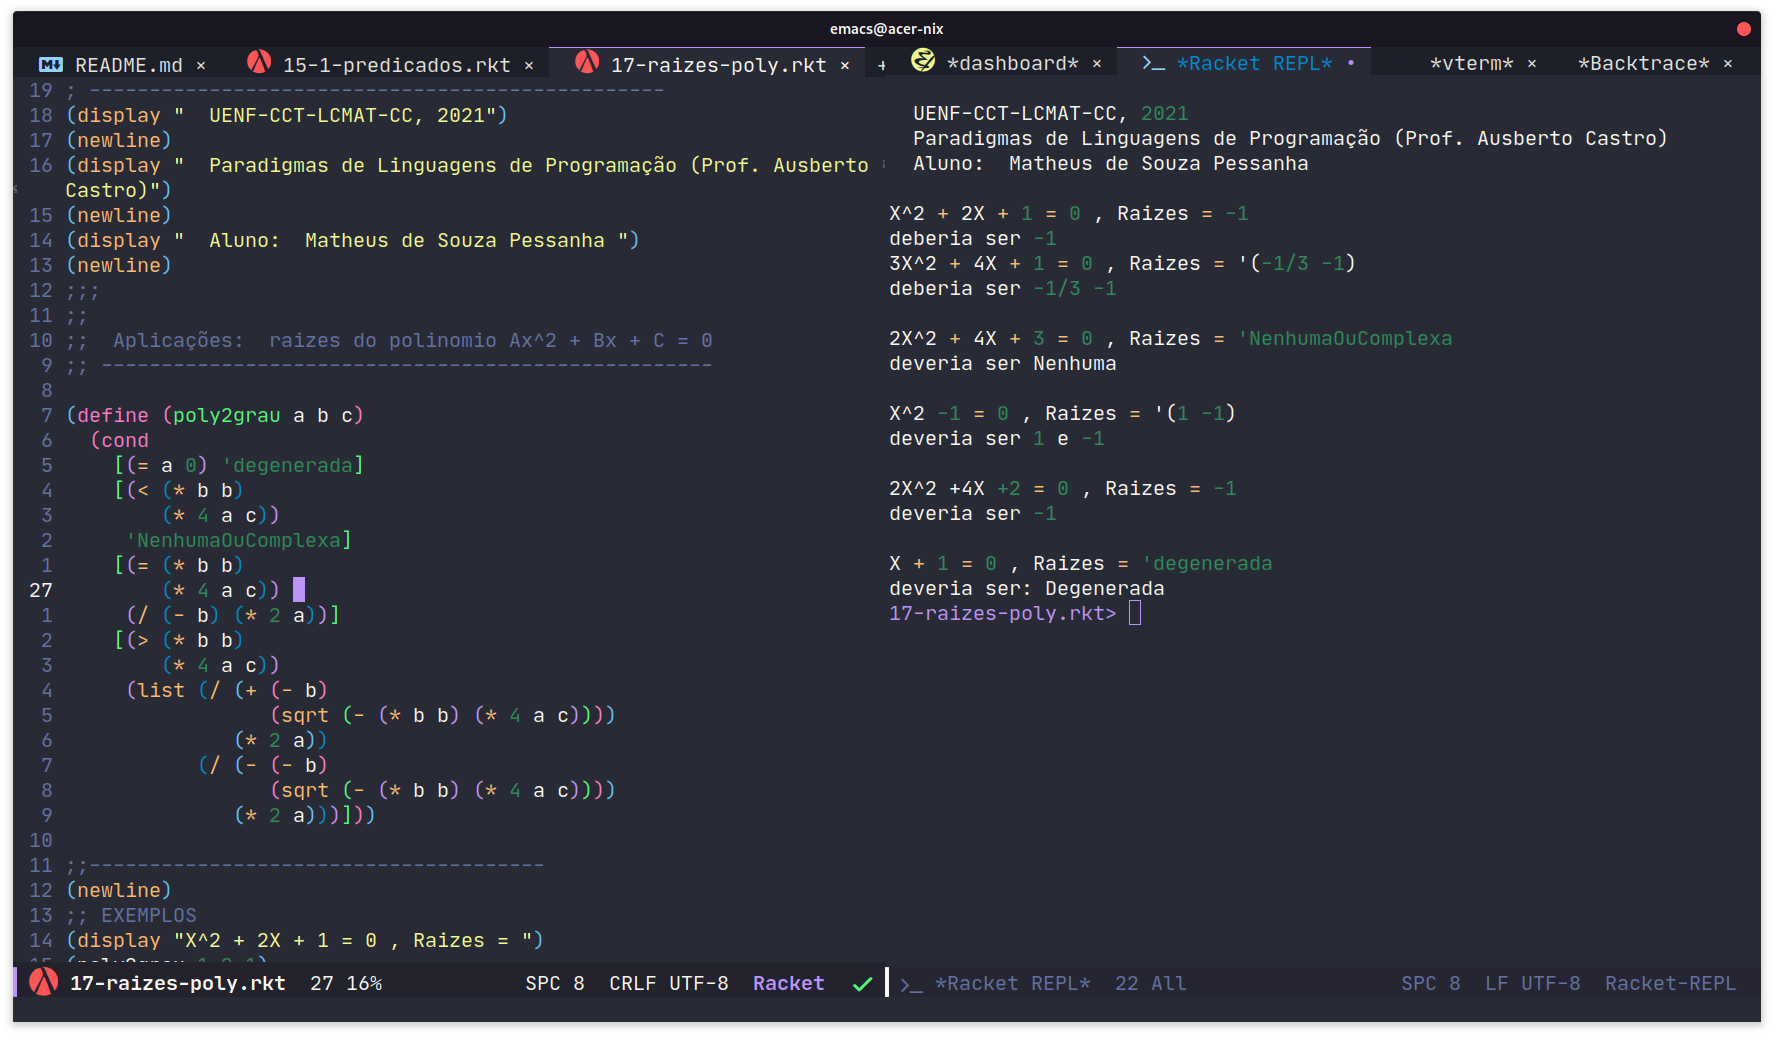 emacs@acer-nix
README.md × 15-1-predicados.rkt × 17-raizes-poly.rkt × +
19 ; ------------------------------------------------
18 (display "  UENF-CCT-LCMAT-CC, 2021")
17 (newline)
16 (display "  Paradigmas de Linguagens de Programação (Prof. Ausberto
Castro)")
15 (newline)
14 (display "  Aluno:  Matheus de Souza Pessanha ")
13 (newline)
12 ;;;
11 ;;
10 ;;  Aplicações:  raizes do polinomio Ax^2 + Bx + C = 0
9 ;; ---------------------------------------------------
8
7 (define (poly2grau a b c)
6   (cond
5     [(= a 0) 'degenerada]
4     [(< (* b b)
3         (* 4 a c))
2      'NenhumaOuComplexa]
1     [(= (* b b)
27         (* 4 a c))
1      (/ (- b) (* 2 a))]
2     [(> (* b b)
3         (* 4 a c))
4      (list (/ (+ (- b)
5                  (sqrt (- (* b b) (* 4 a c))))
6               (* 2 a))
7            (/ (- (- b)
8                  (sqrt (- (* b b) (* 4 a c))))
9               (* 2 a)))]))
10
11 ;;--------------------------------------
12 (newline)
13 ;; EXEMPLOS
14 (display "X^2 + 2X + 1 = 0 , Raizes = ")
15 (poly2grau 1 2 1)
17-raizes-poly.rkt 27 16% SPC 8 CRLF UTF-8 Racket
*dashboard* × *Racket REPL* • *vterm* × *Backtrace* ×
UENF-CCT-LCMAT-CC, 2021
Paradigmas de Linguagens de Programação (Prof. Ausberto Castro)
Aluno:  Matheus de Souza Pessanha
X^2 + 2X + 1 = 0 , Raizes = -1
deberia ser -1
3X^2 + 4X + 1 = 0 , Raizes = '(-1/3 -1)
deberia ser -1/3 -1
2X^2 + 4X + 3 = 0 , Raizes = 'NenhumaOuComplexa
deveria ser Nenhuma
X^2 -1 = 0 , Raizes = '(1 -1)
deveria ser 1 e -1
2X^2 +4X +2 = 0 , Raizes = -1
deveria ser -1
X + 1 = 0 , Raizes = 'degenerada
deveria ser: Degenerada
17-raizes-poly.rkt>
*Racket REPL* 22 All SPC 8 LF UTF-8 Racket-REPL